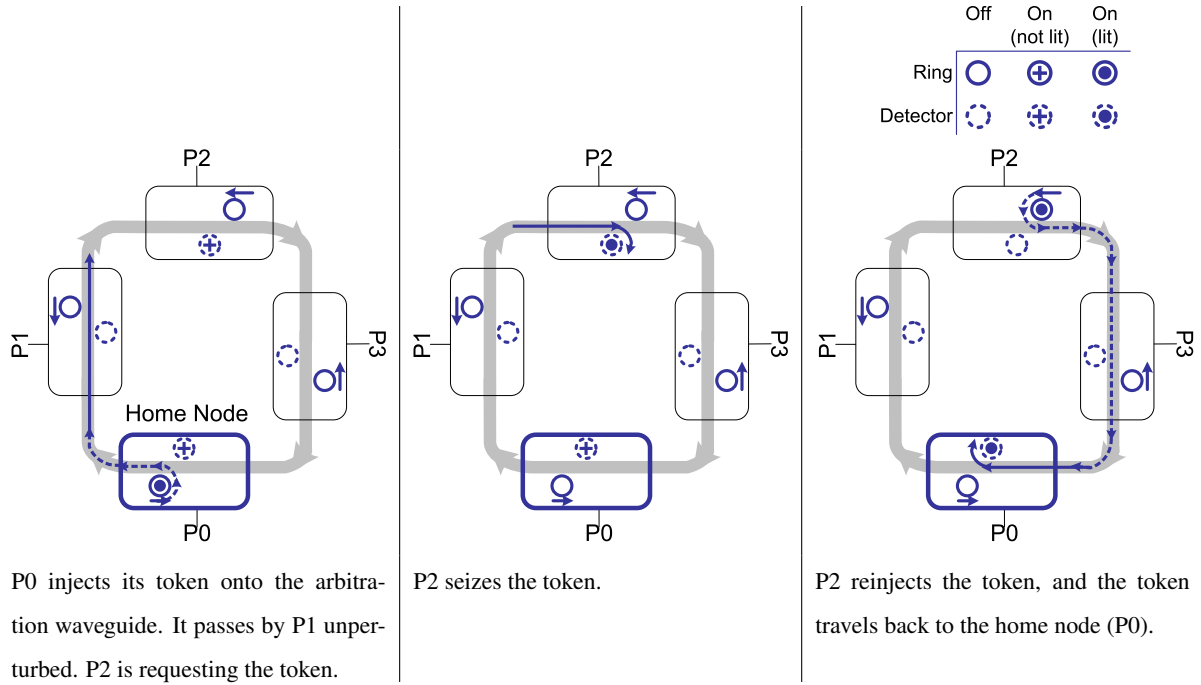 Off On On
(not lit) (lit)
Ring
Detector
P2
P1
P3
Home Node
P0
P2
P1
P3
P0
P2
P1
P3
P0
P0 injects its token onto the arbitra-
tion waveguide. It passes by P1 unper-
turbed. P2 is requesting the token.
P2 seizes the token.
P2 reinjects the token, and the token
travels back to the home node (P0).